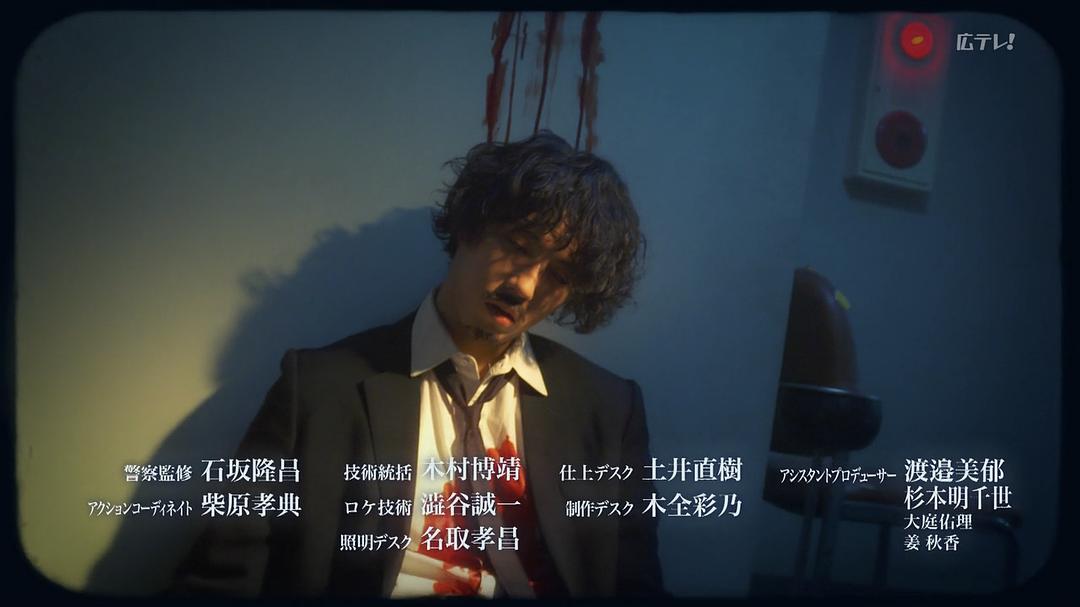 広テレ!
警察監修 石坂隆昌
アクションコーディネイト 柴原孝典
技術統括 木村博靖
ロケ技術 澁谷誠一
照明デスク 名取孝昌
仕上デスク 土井直樹
制作デスク 木全彩乃
アシスタントプロデューサー 渡邉美郁
杉本明千世
大庭佑理
姜 秋香